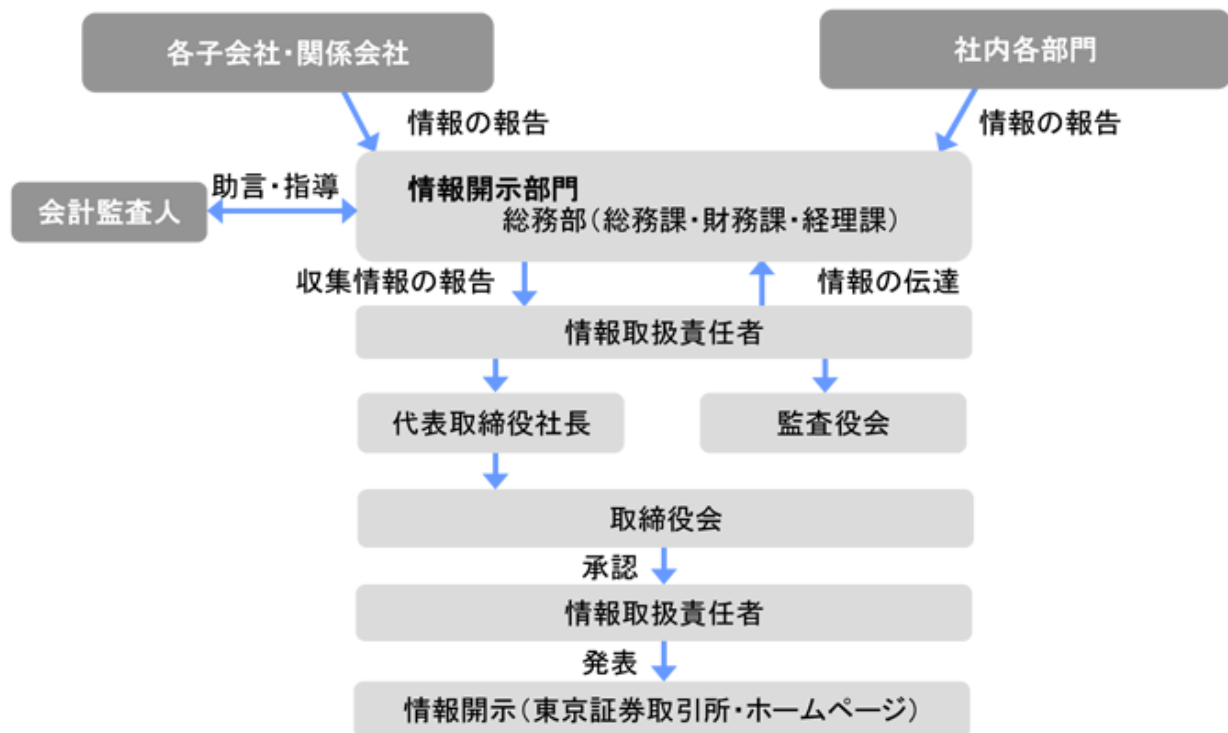 各子会社・関係会社
社内各部門
情報の報告
情報の報告
助言・指導
会計監査人
情報開示部門
総務部（総務課・財務課・経理課）
収集情報の報告
情報の伝達
情報取扱責任者
代表取締役社長
監査役会
取締役会
承認
情報取扱責任者
発表
情報開示（東京証券取引所・ホームページ）